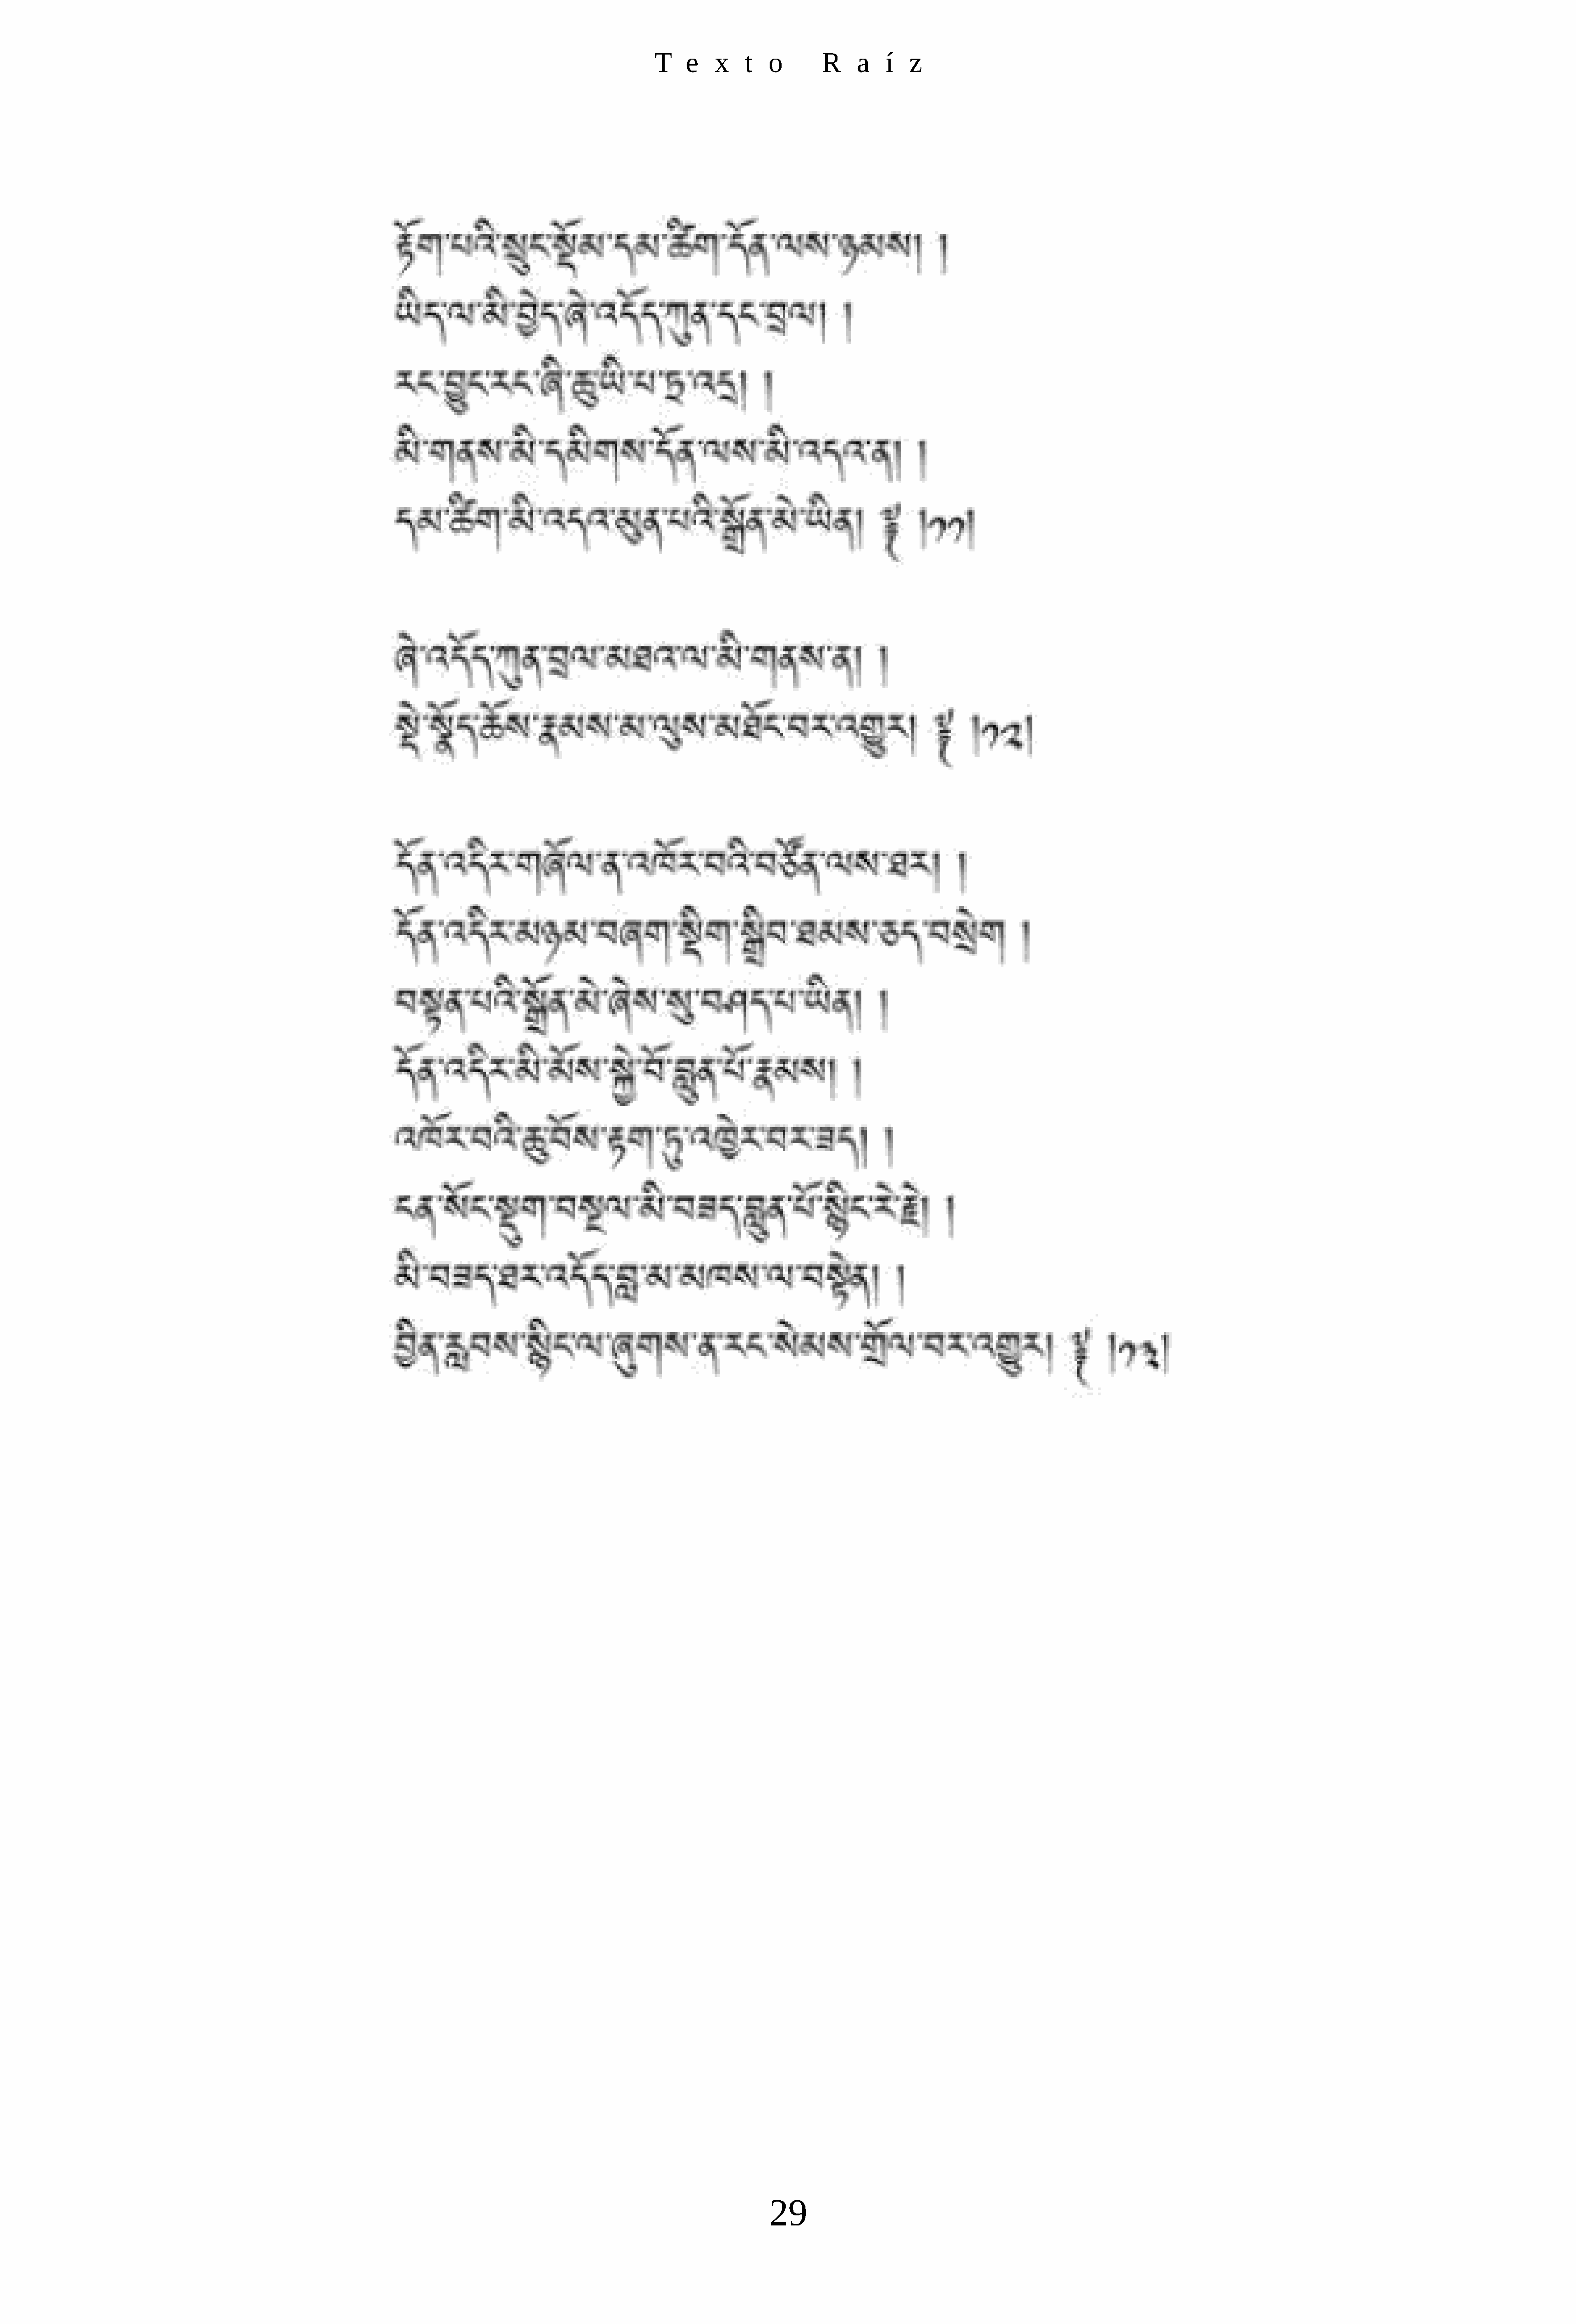 Texto Raíz
རྟོག་པའི་སྲུང་སྡོམ་དམ་ཚིག་དོན་ལས་ཉམས། །
ཡིད་ལ་མི་བྱེད་ཞེ་འདོད་ཀུན་དང་བྲལ། །
རང་བྱུང་རང་ཞི་ཆུ་ཡི་པ་ཏྲ་འདྲ། །
མི་གནས་མི་དམིགས་དོན་ལས་མི་འདའ་ན། །
དམ་ཚིག་མི་འདའ་མུན་པའི་སྒྲོན་མེ་ཡིན། ༈ །༡༡།
ཞེ་འདོད་ཀུན་བྲལ་མཐའ་ལ་མི་གནས་ན། །
སྡེ་སྣོད་ཆོས་རྣམས་མ་ལུས་མཐོང་བར་འགྱུར། ༈ །༡༢།
དོན་འདིར་གཞོལ་ན་འཁོར་བའི་བཙོན་ལས་ཐར། །
དོན་འདིར་མཉམ་བཞག་སྡིག་སྒྲིབ་ཐམས་ཅད་བསྲེག །
བསྟན་པའི་སྒྲོན་མེ་ཞེས་སུ་བཤད་པ་ཡིན། །
དོན་འདིར་མི་མོས་སྐྱེ་བོ་བླུན་པོ་རྣམས། །
འཁོར་བའི་ཆུ་བོས་རྟག་ཏུ་འཁྱེར་བར་ཟད། །
ངན་སོང་སྡུག་བསྔལ་མི་བཟད་བླུན་པོ་སྙིང་རེ་རྗེ། །
མི་བཟད་ཐར་འདོད་བླ་མ་མཁས་ལ་བསྟེན། །
བྱིན་རླབས་སྙིང་ལ་ཞུགས་ན་རང་སེམས་གྲོལ་བར་འགྱུར། ༈ །༡༣།
29